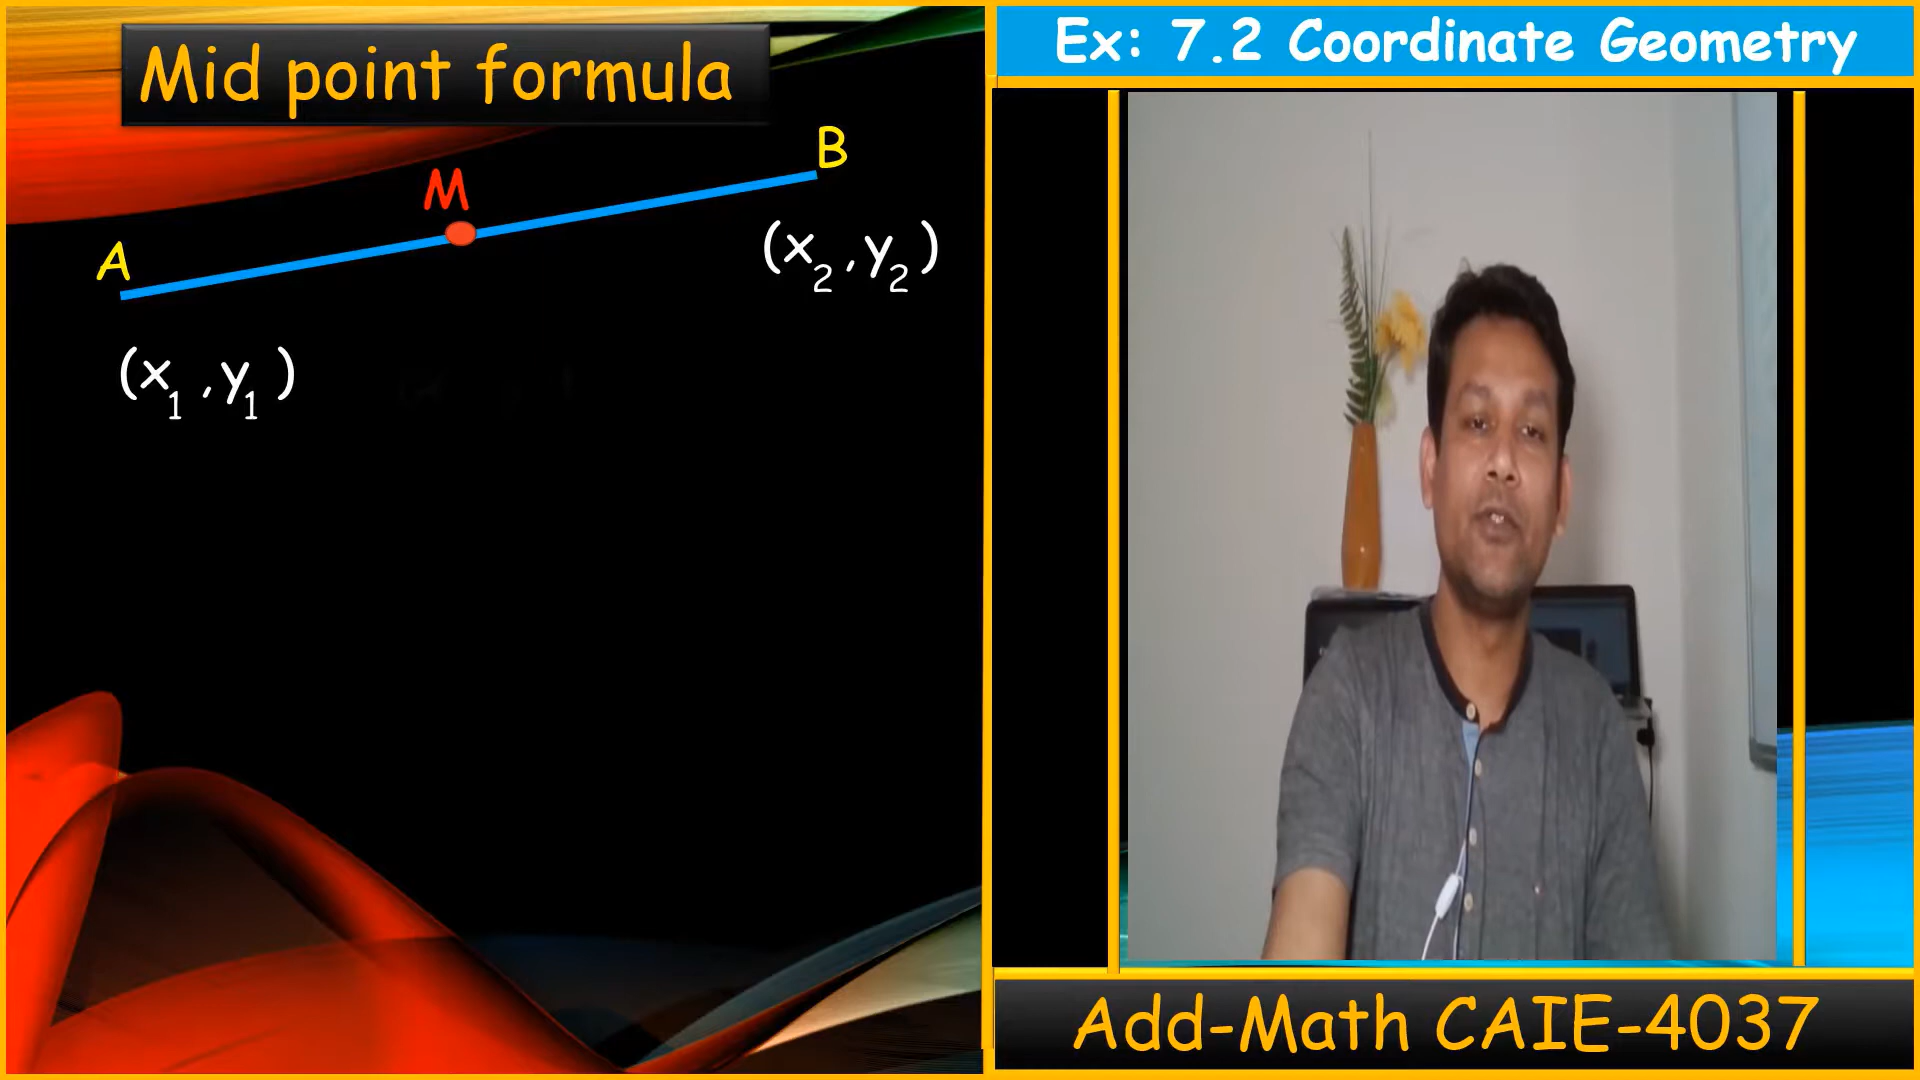 Mid point formula
A
M
B
(x₁ ,y₁ )
(x₂ ,y₂ )
Ex: 7.2 Coordinate Geometry
Add-Math CAIE-4037